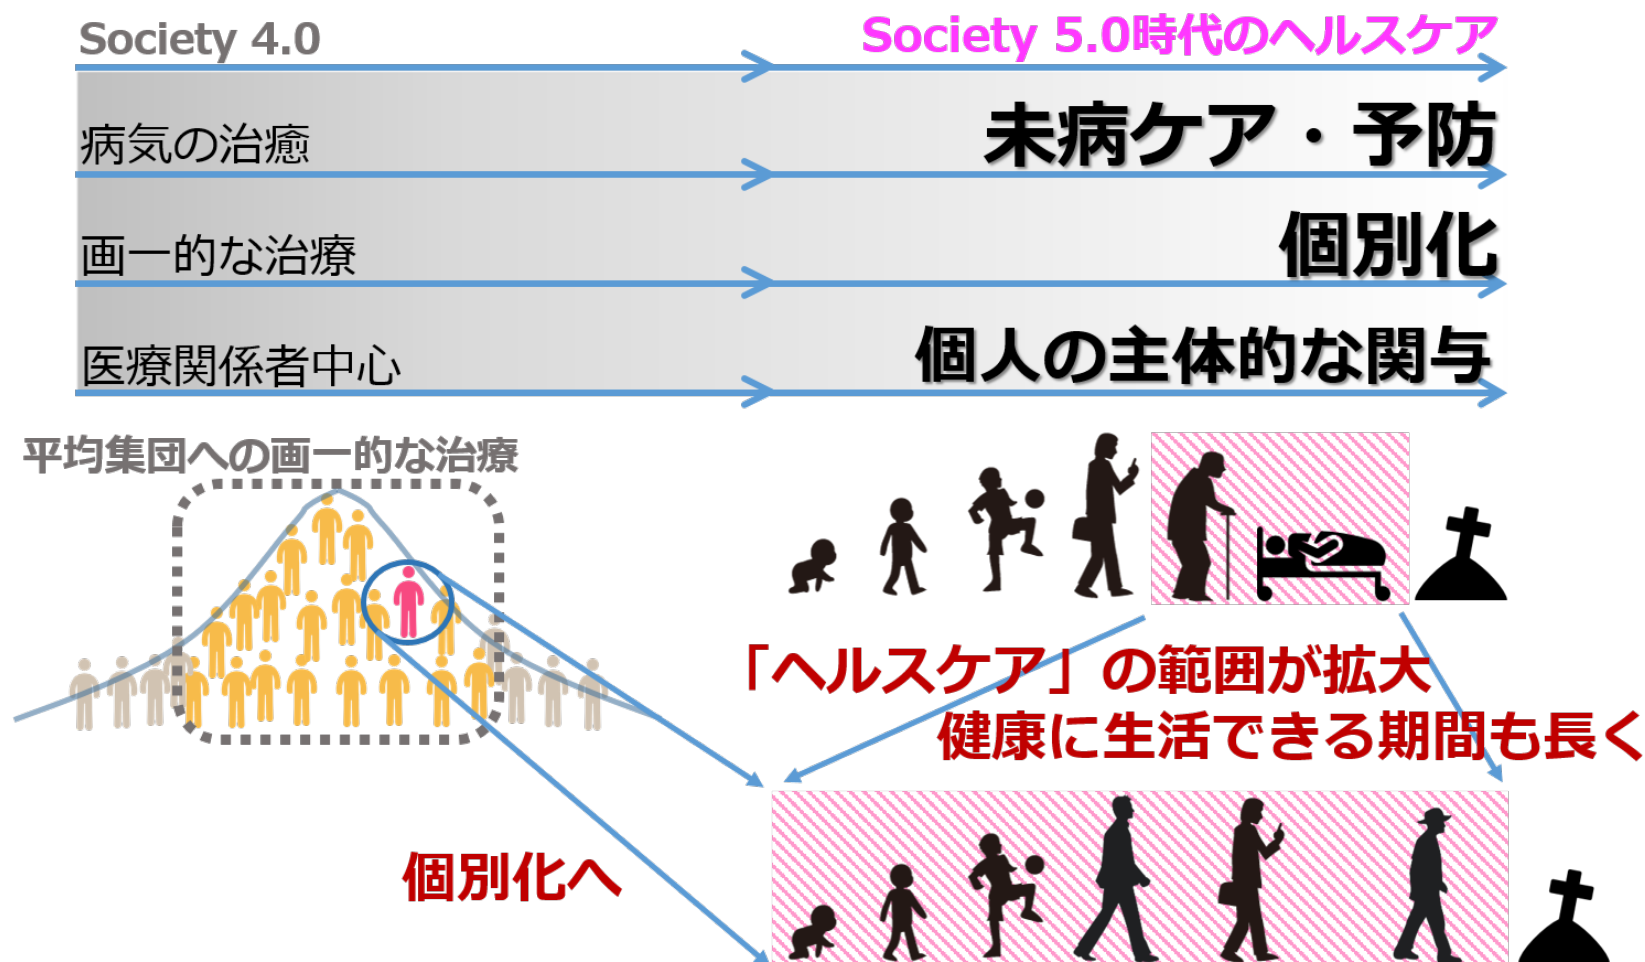 Society 4.0
Society 5.0時代のヘルスケア
病気の治癒
未病ケア・予防
画一的な治療
個別化
医療関係者中心
個人の主体的な関与
平均集団への画一的な治療
「ヘルスケア」の範囲が拡大
健康に生活できる期間も長く
個別化へ